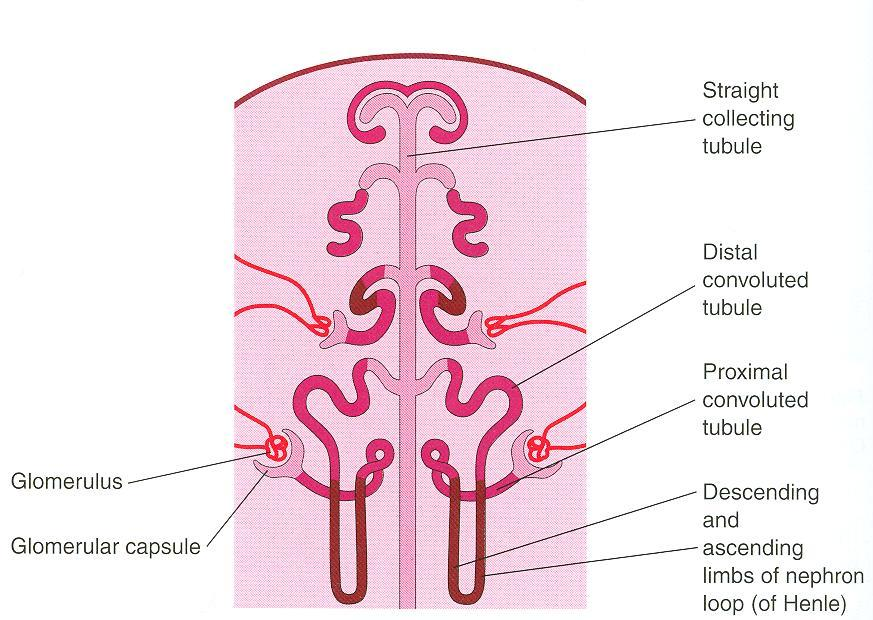 Straight
collecting
tubule
Distal
convoluted
tubule
Proximal
convoluted
tubule
Glomerulus
Glomerular capsule
Descending
and
ascending
limbs of nephron
loop (of Henle)